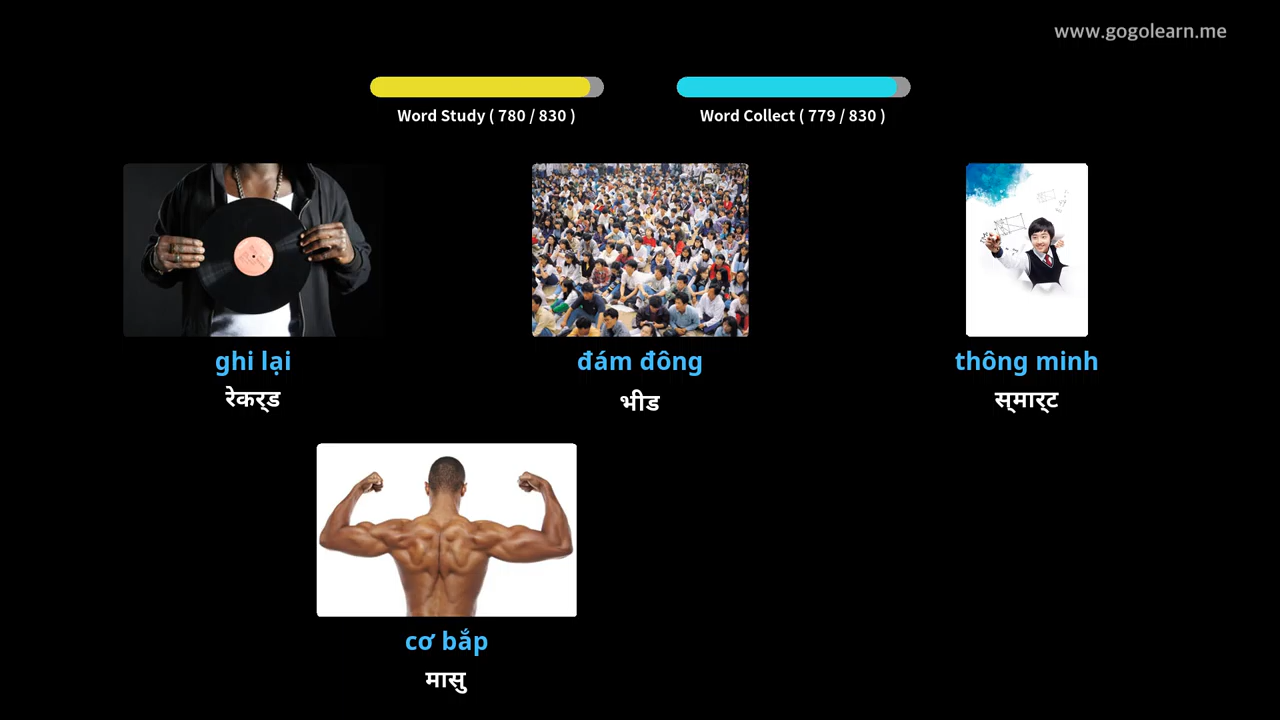 www.gogolearn.me
Word Study ( 780 / 830 )
Word Collect ( 779 / 830 )
ghi lại
रेकर्‌ड
đám đông
भीड
thông minh
स्‌मार्‌ट
cơ bắp
मासु